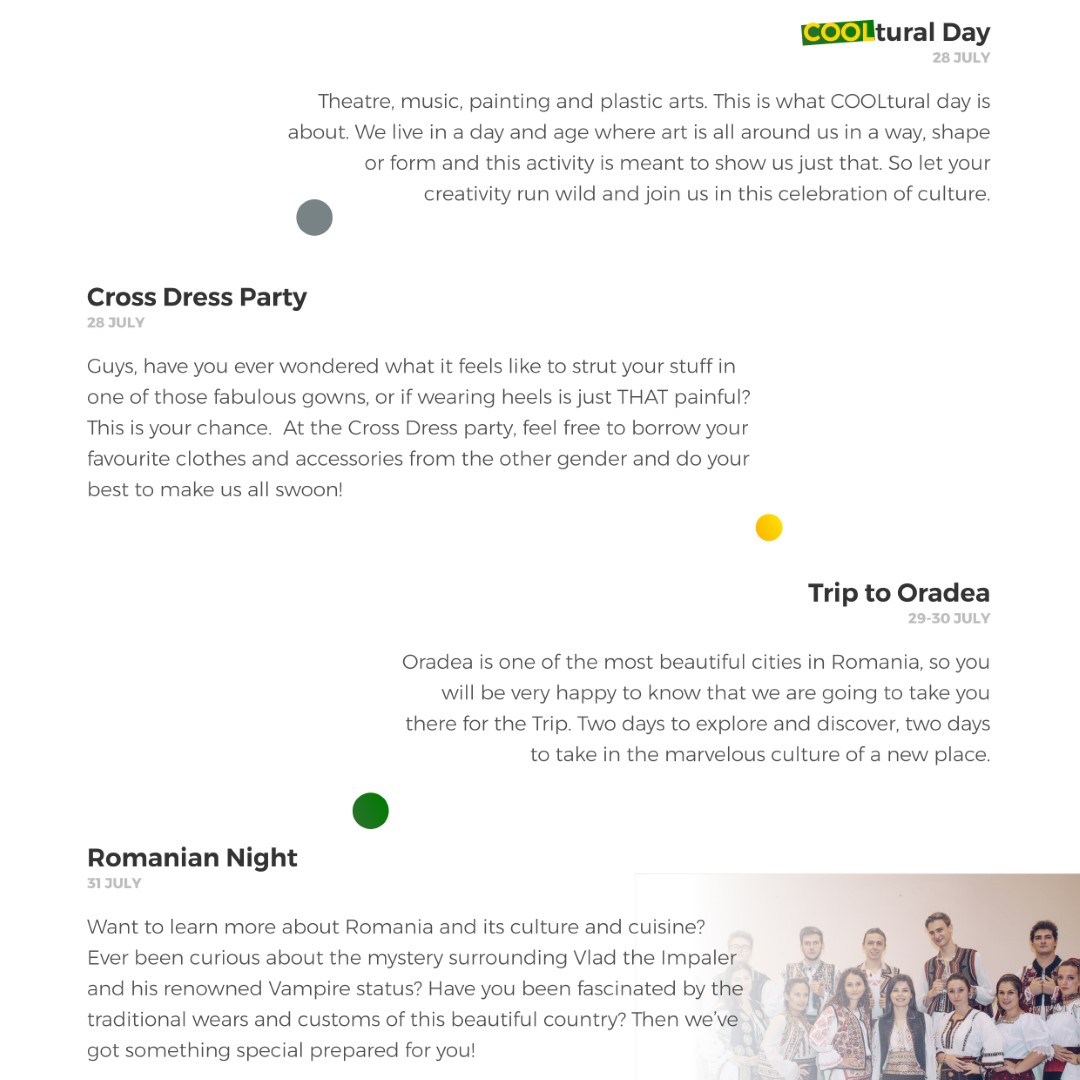 COOLtural Day
28 JULY
Theatre, music, painting and plastic arts. This is what COOLtural day is
about. We live in a day and age where art is all around us in a way, shape
or form and this activity is meant to show us just that. So let your
creativity run wild and join us in this celebration of culture.
Cross Dress Party
28 JULY
Guys, have you ever wondered what it feels like to strut your stuff in
one of those fabulous gowns, or if wearing heels is just THAT painful?
This is your chance.  At the Cross Dress party, feel free to borrow your
favourite clothes and accessories from the other gender and do your
best to make us all swoon!
Trip to Oradea
29-30 JULY
Oradea is one of the most beautiful cities in Romania, so you
will be very happy to know that we are going to take you
there for the Trip. Two days to explore and discover, two days
to take in the marvelous culture of a new place.
Romanian Night
31 JULY
Want to learn more about Romania and its culture and cuisine?
Ever been curious about the mystery surrounding Vlad the Impaler
and his renowned Vampire status? Have you been fascinated by the
traditional wears and customs of this beautiful country? Then we’ve
got something special prepared for you!